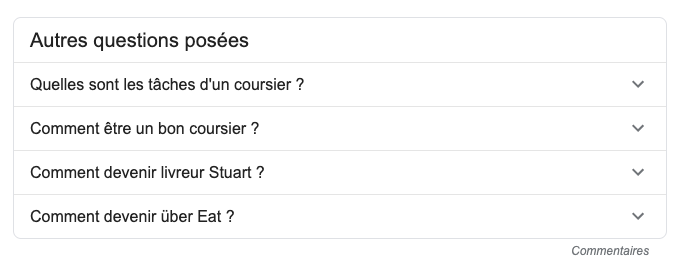 Autres questions posées
Quelles sont les tâches d'un coursier ?
Comment être un bon coursier ?
Comment devenir livreur Stuart ?
Comment devenir über Eat ?
Commentaires